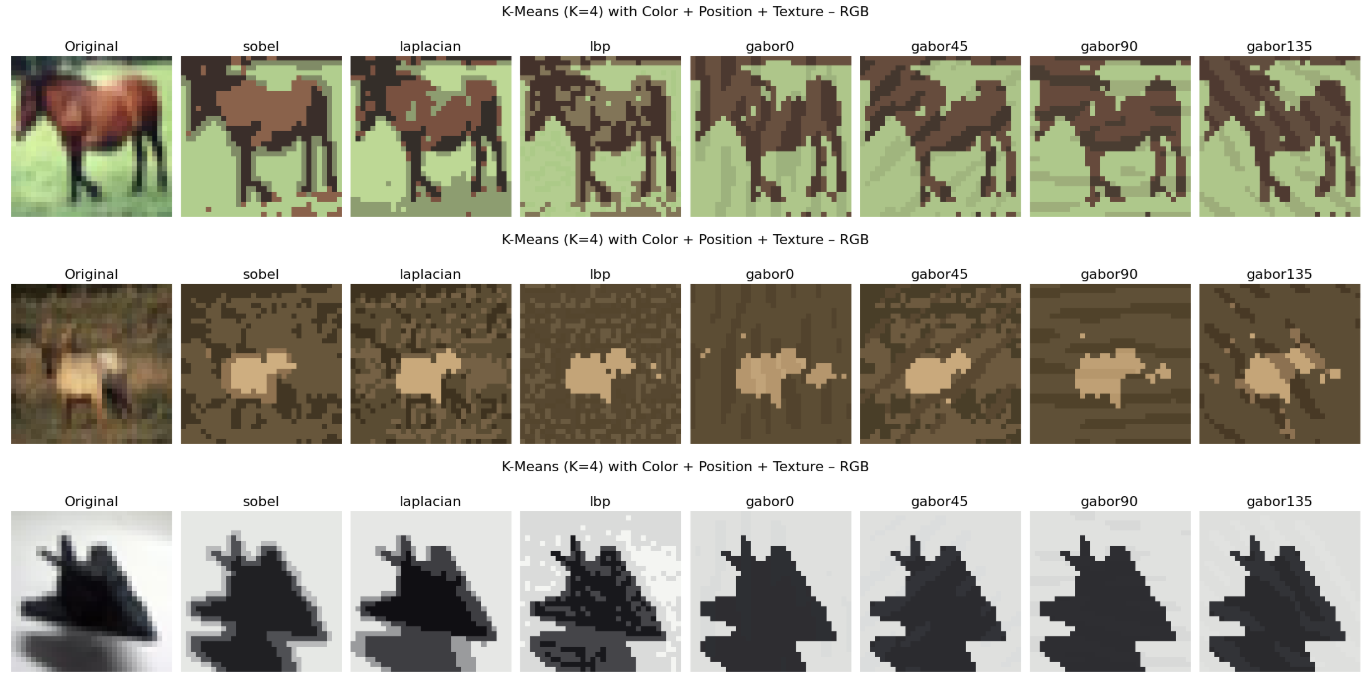 K-Means (K=4) with Color + Position + Texture – RGB
Original sobel laplacian lbp gabor0 gabor45 gabor90 gabor135
K-Means (K=4) with Color + Position + Texture – RGB
Original sobel laplacian lbp gabor0 gabor45 gabor90 gabor135
K-Means (K=4) with Color + Position + Texture – RGB
Original sobel laplacian lbp gabor0 gabor45 gabor90 gabor135